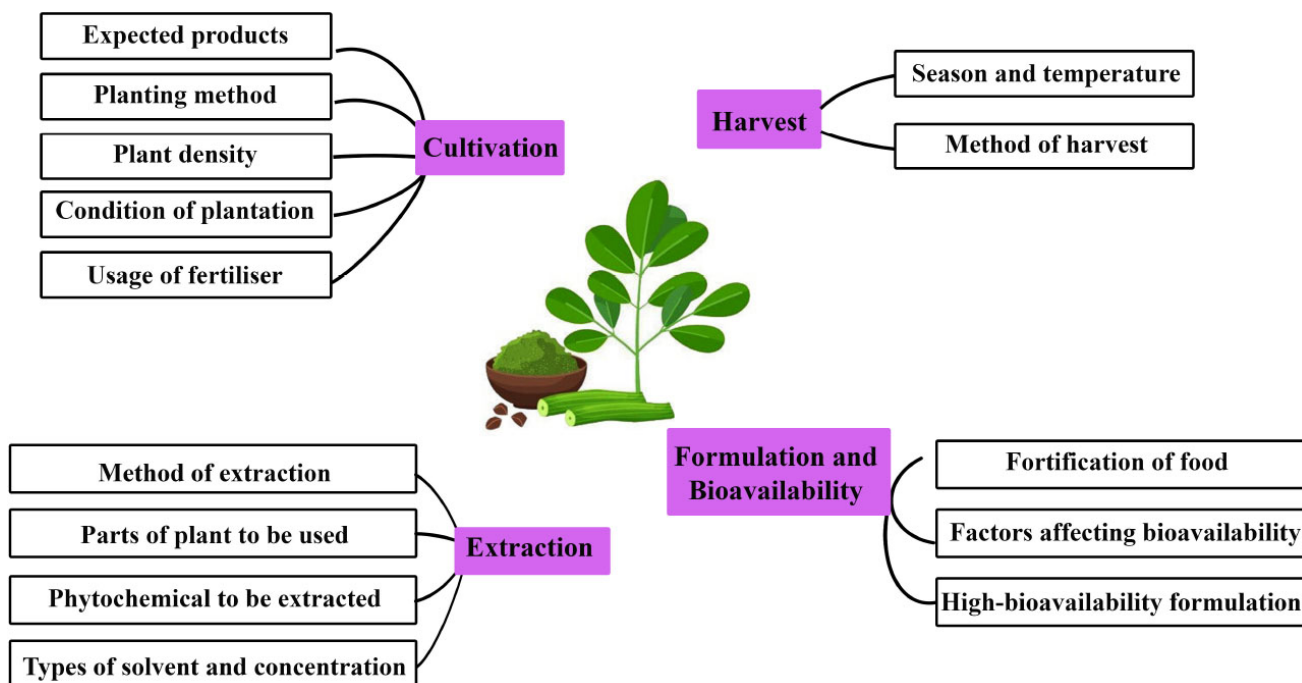 Expected products
Planting method
Plant density
Condition of plantation
Usage of fertiliser
Cultivation
Harvest
Season and temperature
Method of harvest
Method of extraction
Parts of plant to be used
Phytochemical to be extracted
Types of solvent and concentration
Extraction
Formulation and
Bioavailability
Fortification of food
Factors affecting bioavailability
High-bioavailability formulation